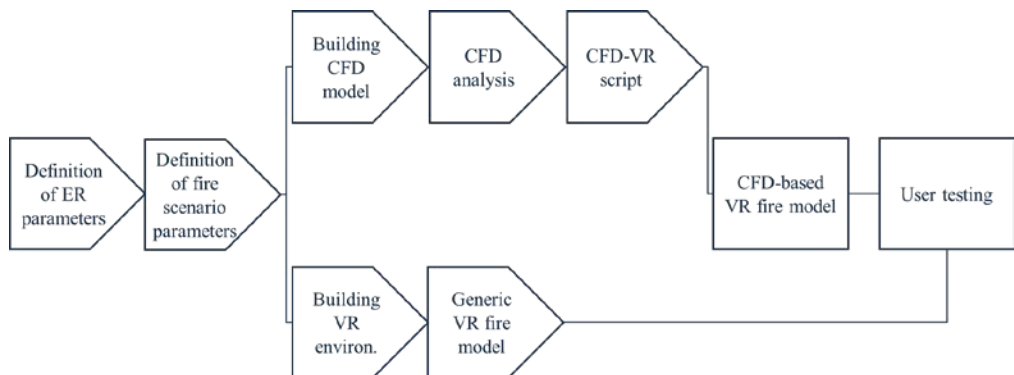 Definition
of ER
parameters
Definition
of fire
scenario
parameters
Building
CFD
model
CFD
analysis
CFD-VR
script
CFD-based
VR fire model
User testing
Building
VR
environ.
Generic
VR fire
model